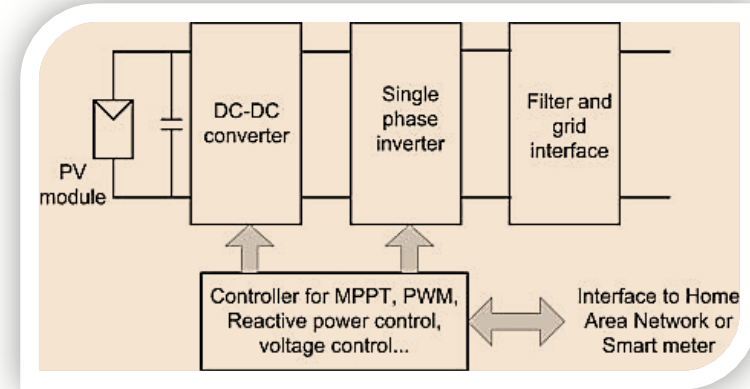 DC-DC
converter
Single
phase
inverter
Filter and
grid
interface
PV
module
Controller for MPPT, PWM,
Reactive power control,
voltage control...
Interface to Home
Area Network or
Smart meter